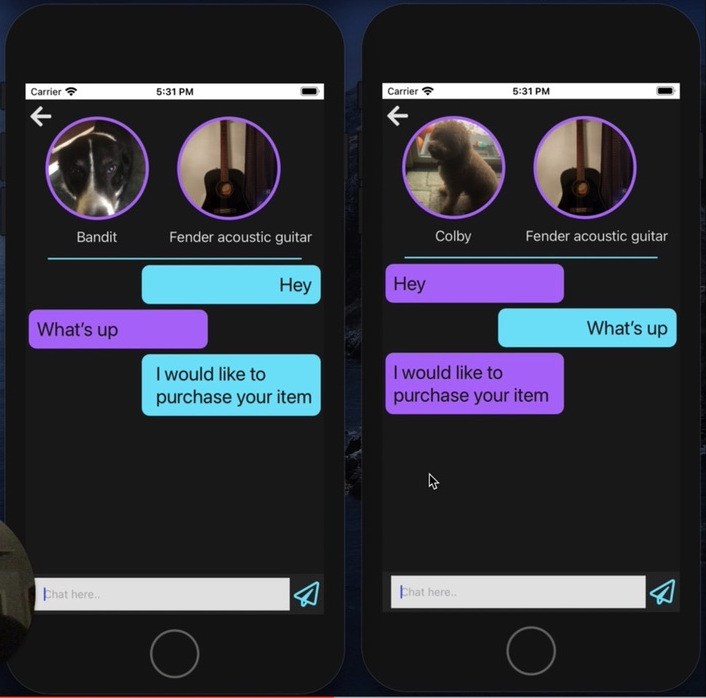 Carrier 5:31 PM
Bandit Fender acoustic guitar
Hey
What's up
I would like to
purchase your item
Chat here..
Carrier 5:31 PM
Colby Fender acoustic guitar
Hey
What's up
I would like to
purchase your item
Chat here..